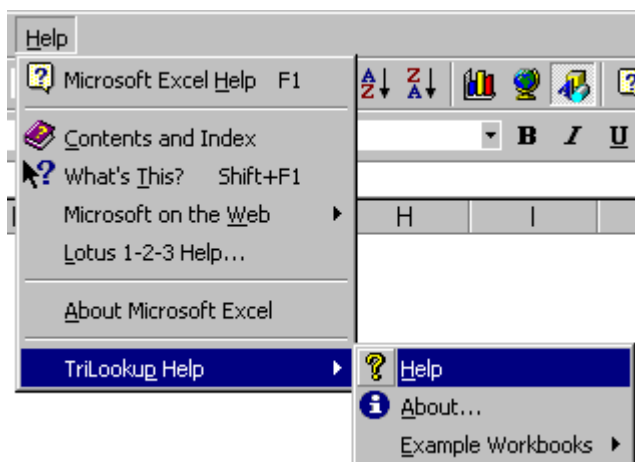 Help
Microsoft Excel Help F1
Contents and Index
What's This? Shift+F1
B I U
Microsoft on the Web
H I
Lotus 1-2-3 Help...
About Microsoft Excel
TriLookup Help
Help
About...
Example Workbooks